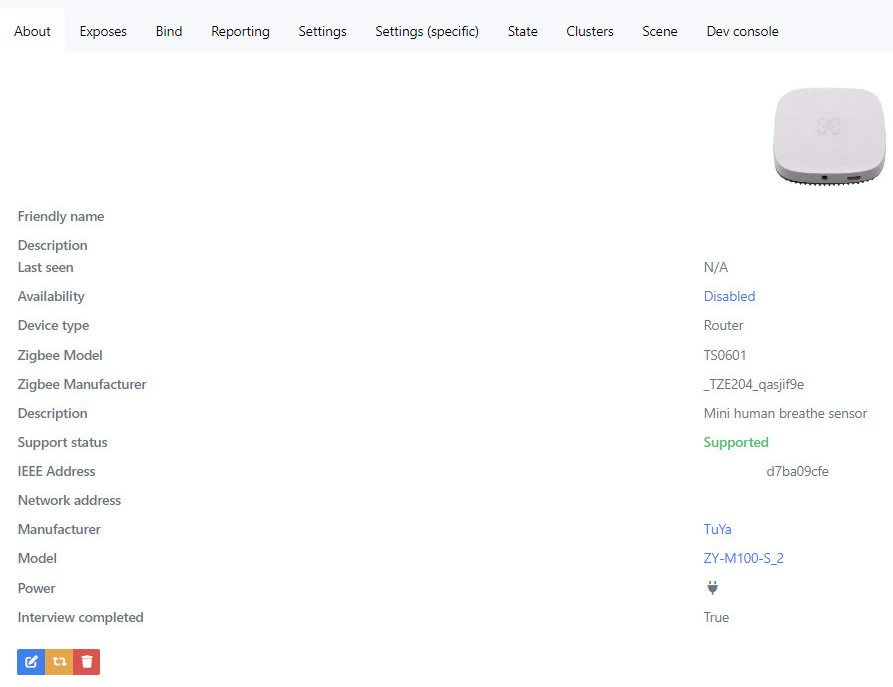 About Exposes Bind Reporting Settings Settings (specific) State Clusters Scene Dev console
Friendly name
Description
Last seen N/A
Availability Disabled
Device type Router
Zigbee Model TS0601
Zigbee Manufacturer _TZE204_qasjif9e
Description Mini human breathe sensor
Support status Supported
IEEE Address d7ba09cfe
Network address
Manufacturer TuYa
Model ZY-M100-S_2
Power
Interview completed True